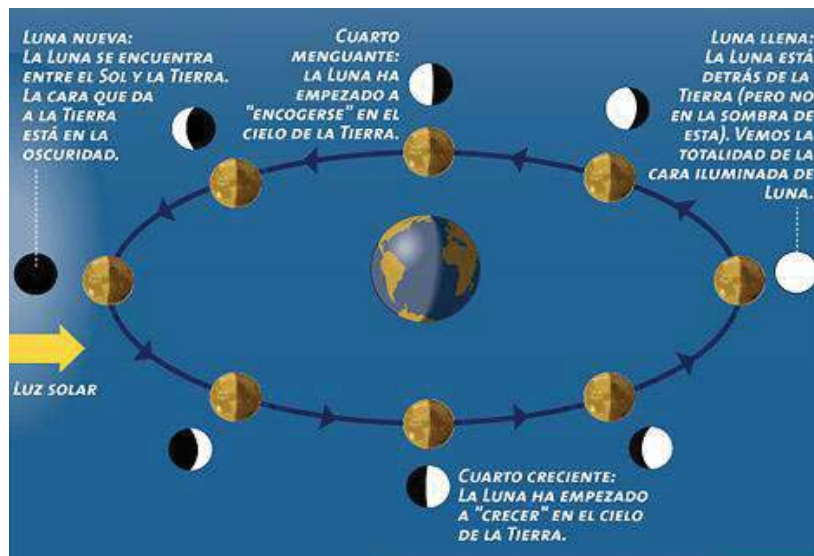 LUNA NUEVA:
LA LUNA SE ENCUENTRA
ENTRE EL SOL Y LA TIERRA.
LA CARA QUE DA
A LA TIERRA
ESTÁ EN LA
OSCURIDAD.
CUARTO
MENGUANTE:
LA LUNA HA
EMPEZADO A
"ENCOGERSE" EN EL
CIELO DE LA TIERRA.
LUNA LLENA:
LA LUNA ESTÁ
DETRÁS DE LA
TIERRA (PERO NO
EN LA SOMBRA DE
ESTA). VEMOS LA
TOTALIDAD DE LA
CARA ILUMINADA DE
LUNA.
LUZ SOLAR
CUARTO CRECIENTE:
LA LUNA HA EMPEZADO
A "CRECER" EN EL CIELO
DE LA TIERRA.